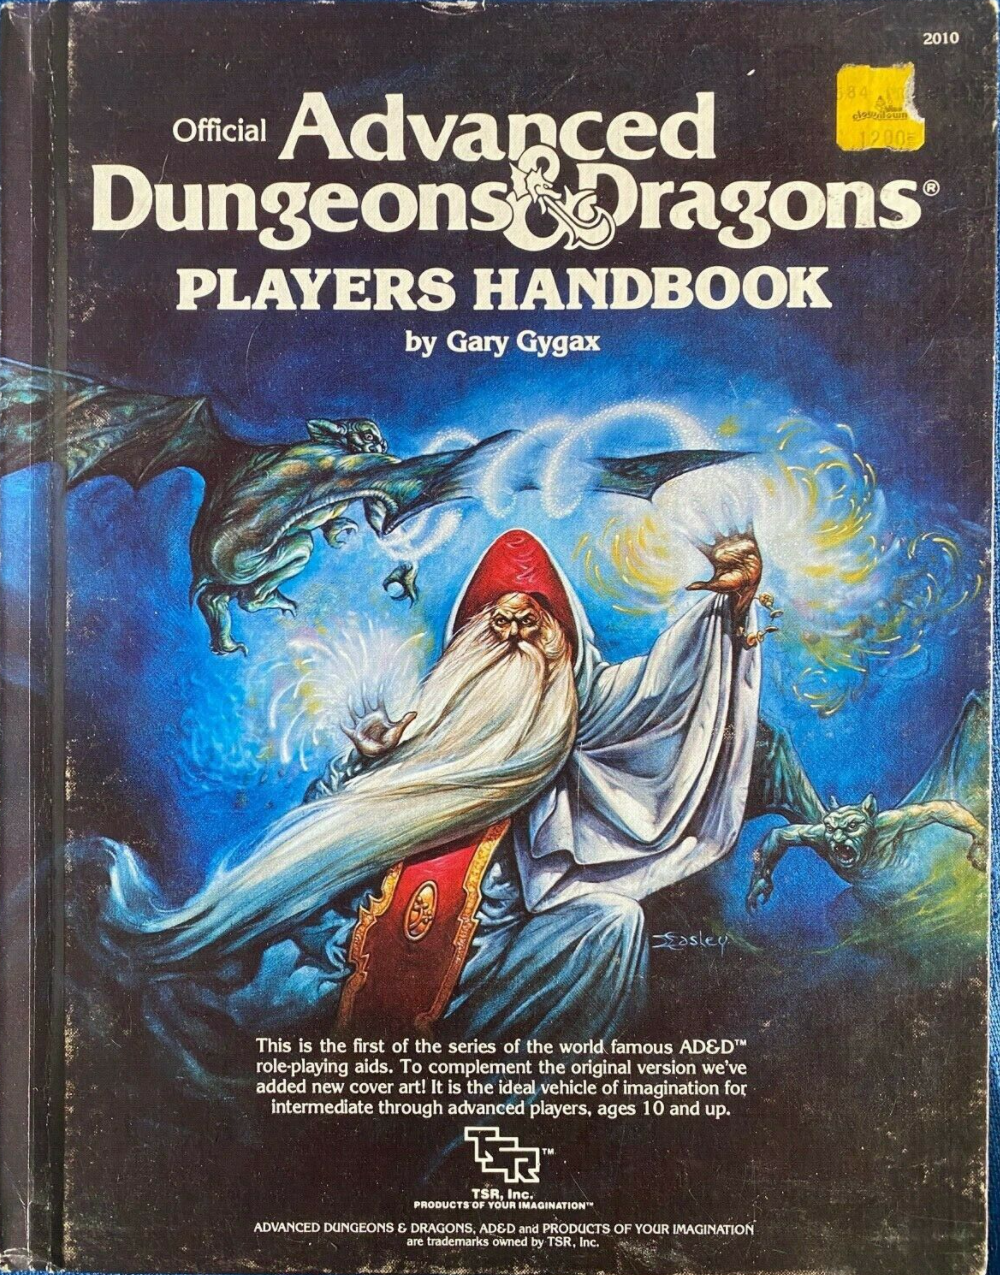 2010
Official Advanced
Dungeons & Dragons®
PLAYERS HANDBOOK
by Gary Gygax
Easley
This is the first of the series of the world famous AD&D™
role-playing aids. To complement the original version we've
added new cover art! It is the ideal vehicle of imagination for
intermediate through advanced players, ages 10 and up.
TSR™
TSR, Inc.
PRODUCTS OF YOUR IMAGINATION™
ADVANCED DUNGEONS & DRAGONS, AD&D and PRODUCTS OF YOUR IMAGINATION
are trademarks owned by TSR, Inc.